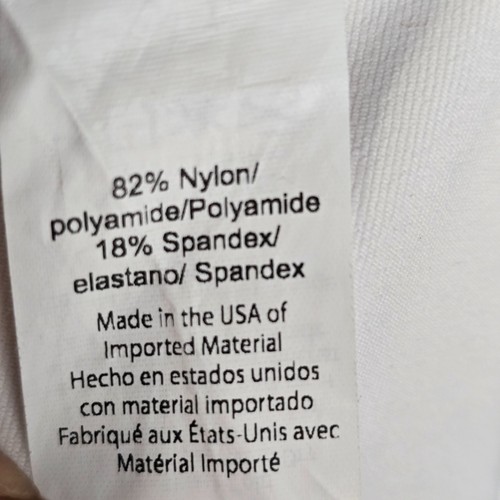 82% Nylon/
polyamide/Polyamide
18% Spandex/
elastano/ Spandex
Made in the USA of
Imported Material
Hecho en estados unidos
con material importado
Fabriqué aux États-Unis avec
Matérial Importé